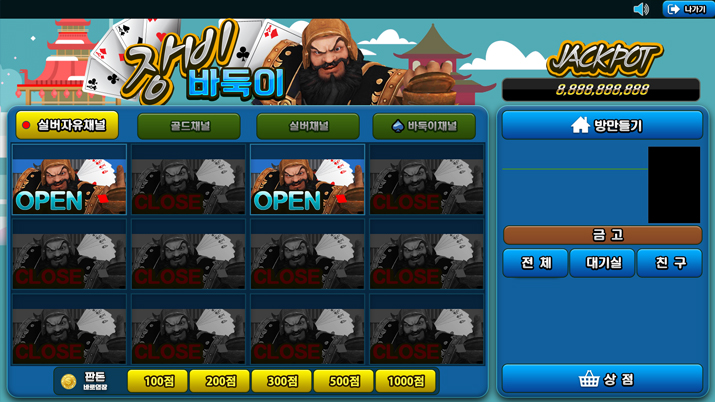 나가기
장비
바둑이
JACKPOT
8,888,888,888
실버자유채널
골드채널
실버채널
바둑이채널
방만들기
OPEN
CLOSE
OPEN
CLOSE
CLOSE
CLOSE
CLOSE
CLOSE
금 고
전 체
대기실
친 구
CLOSE
CLOSE
CLOSE
CLOSE
판돈
바로입장
100점
200점
300점
500점
1000점
상 점